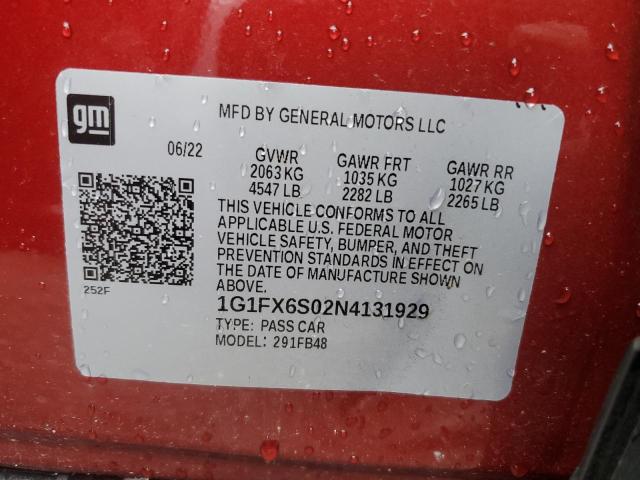 gm
MFD BY GENERAL MOTORS LLC
06/22
GVWR GAWR FRT GAWR RR
2063 KG 1035 KG 1027 KG
4547 LB 2282 LB 2265 LB
THIS VEHICLE CONFORMS TO ALL
APPLICABLE U.S. FEDERAL MOTOR
VEHICLE SAFETY, BUMPER, AND THEFT
PREVENTION STANDARDS IN EFFECT ON
THE DATE OF MANUFACTURE SHOWN
ABOVE.
252F
1G1FX6S02N4131929
TYPE: PASS CAR
MODEL: 291FB48